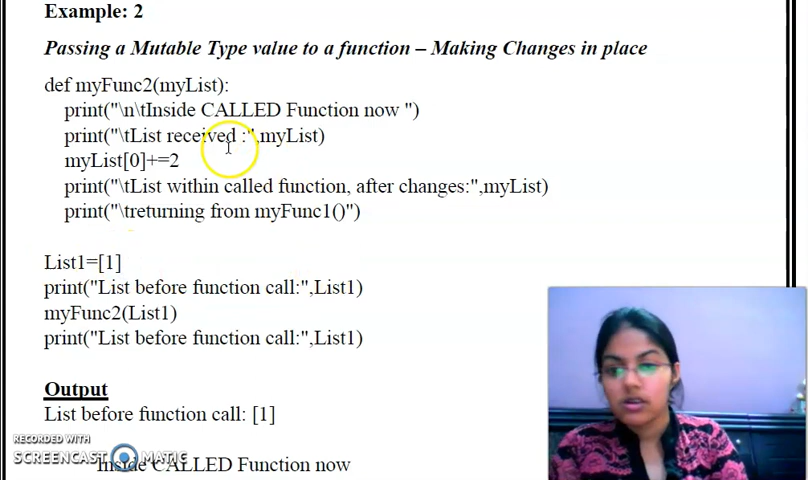 Example: 2
Passing a Mutable Type value to a function – Making Changes in place
def myFunc2(myList):
print("\n\tInside CALLED Function now ")
print("\tList received :",myList)
myList[0]+=2
print("\tList within called function, after changes:",myList)
print("\treturning from myFunc1()")
List1=[1]
print("List before function call:",List1)
myFunc2(List1)
print("List before function call:",List1)
Output
List before function call: [1]
RECORDED WITH
SCREENCAST MATIC
Inside CALLED Function now